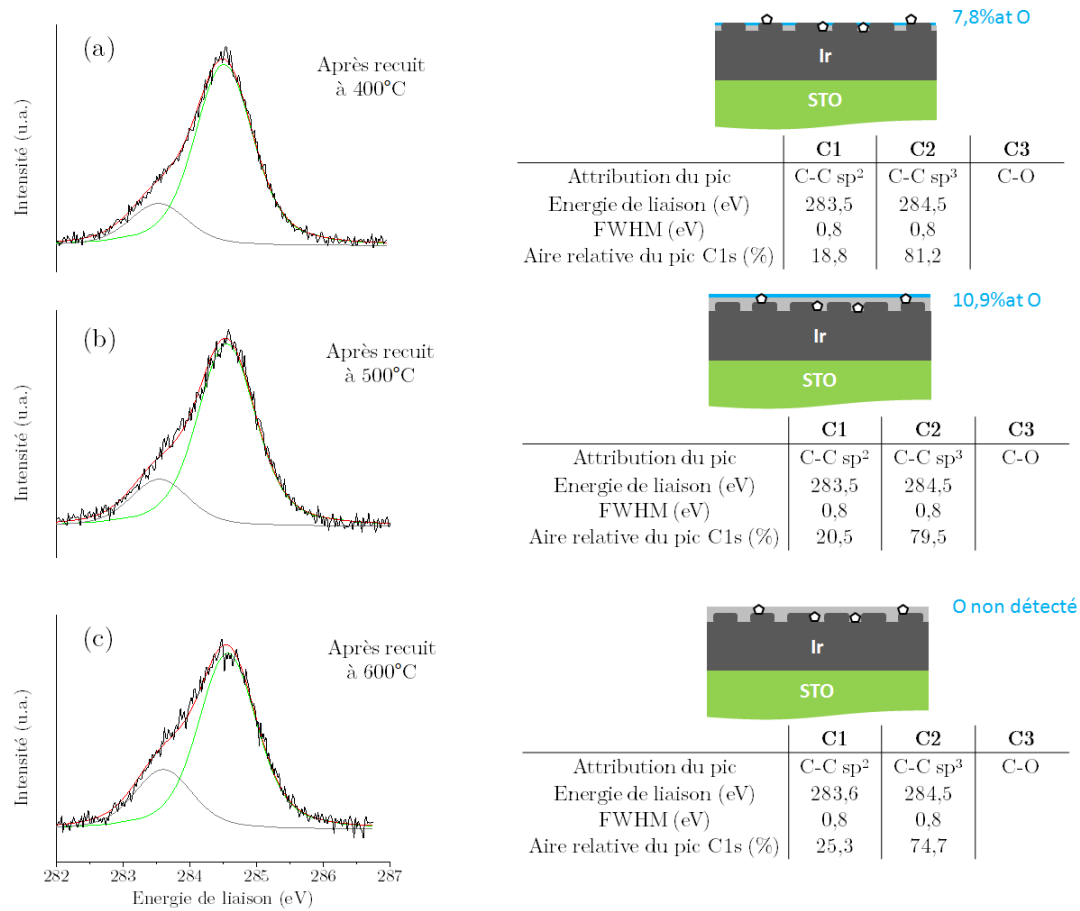 (a)
Après recuit
à 400°C
Intensité (u.a.)
7,8%at O
Ir
STO
C1 C2 C3
Attribution du pic C-C sp² C-C sp³ C-O
Energie de liaison (eV) 283,5 284,5
FWHM (eV) 0,8 0,8
Aire relative du pic C1s (%) 18,8 81,2
(b)
Après recuit
à 500°C
Intensité (u.a.)
10,9%at O
Ir
STO
C1 C2 C3
Attribution du pic C-C sp² C-C sp³ C-O
Energie de liaison (eV) 283,5 284,5
FWHM (eV) 0,8 0,8
Aire relative du pic C1s (%) 20,5 79,5
(c)
Après recuit
à 600°C
Intensité (u.a.)
O non détecté
Ir
STO
C1 C2 C3
Attribution du pic C-C sp² C-C sp³ C-O
Energie de liaison (eV) 283,6 284,5
FWHM (eV) 0,8 0,8
Aire relative du pic C1s (%) 25,3 74,7
282 283 284 285 286 287
Energie de liaison (eV)